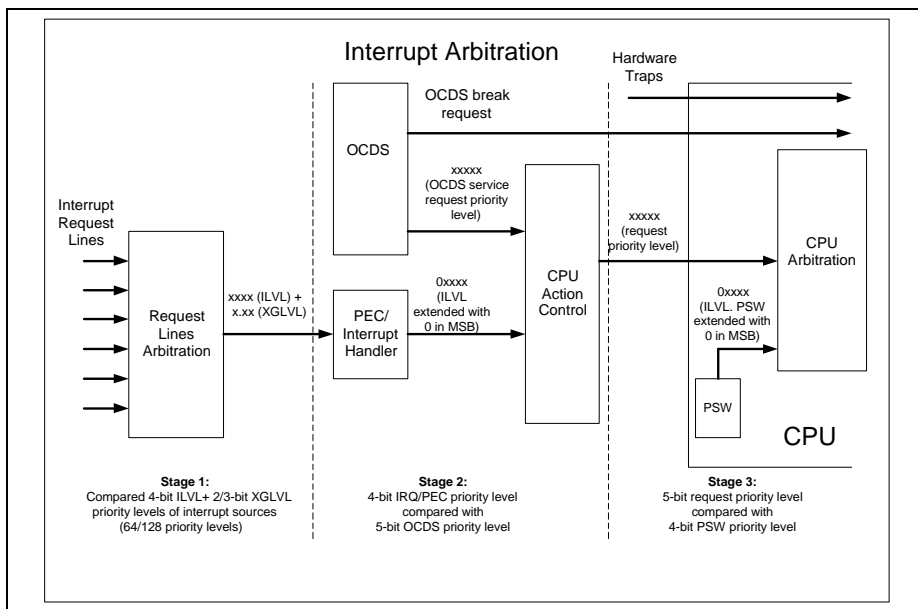 Interrupt Arbitration
Hardware
Traps
OCDS break
request
OCDS
xxxxx
(OCDS service
request priority
level)
Interrupt
Request
Lines
xxxxx
(request
priority level)
CPU
Arbitration
xxxx (ILVL) +
x.xx (XGLVL)
Request
Lines
Arbitration
PEC/
Interrupt
Handler
0xxxx
(ILVL
extended with
0 in MSB)
CPU
Action
Control
0xxxx
(ILVL. PSW
extended with
0 in MSB)
PSW
CPU
Stage 1:
Compared 4-bit ILVL+ 2/3-bit XGLVL
priority levels of interrupt sources
(64/128 priority levels)
Stage 2:
4-bit IRQ/PEC priority level
compared with
5-bit OCDS priority level
Stage 3:
5-bit request priority level
compared with
4-bit PSW priority level